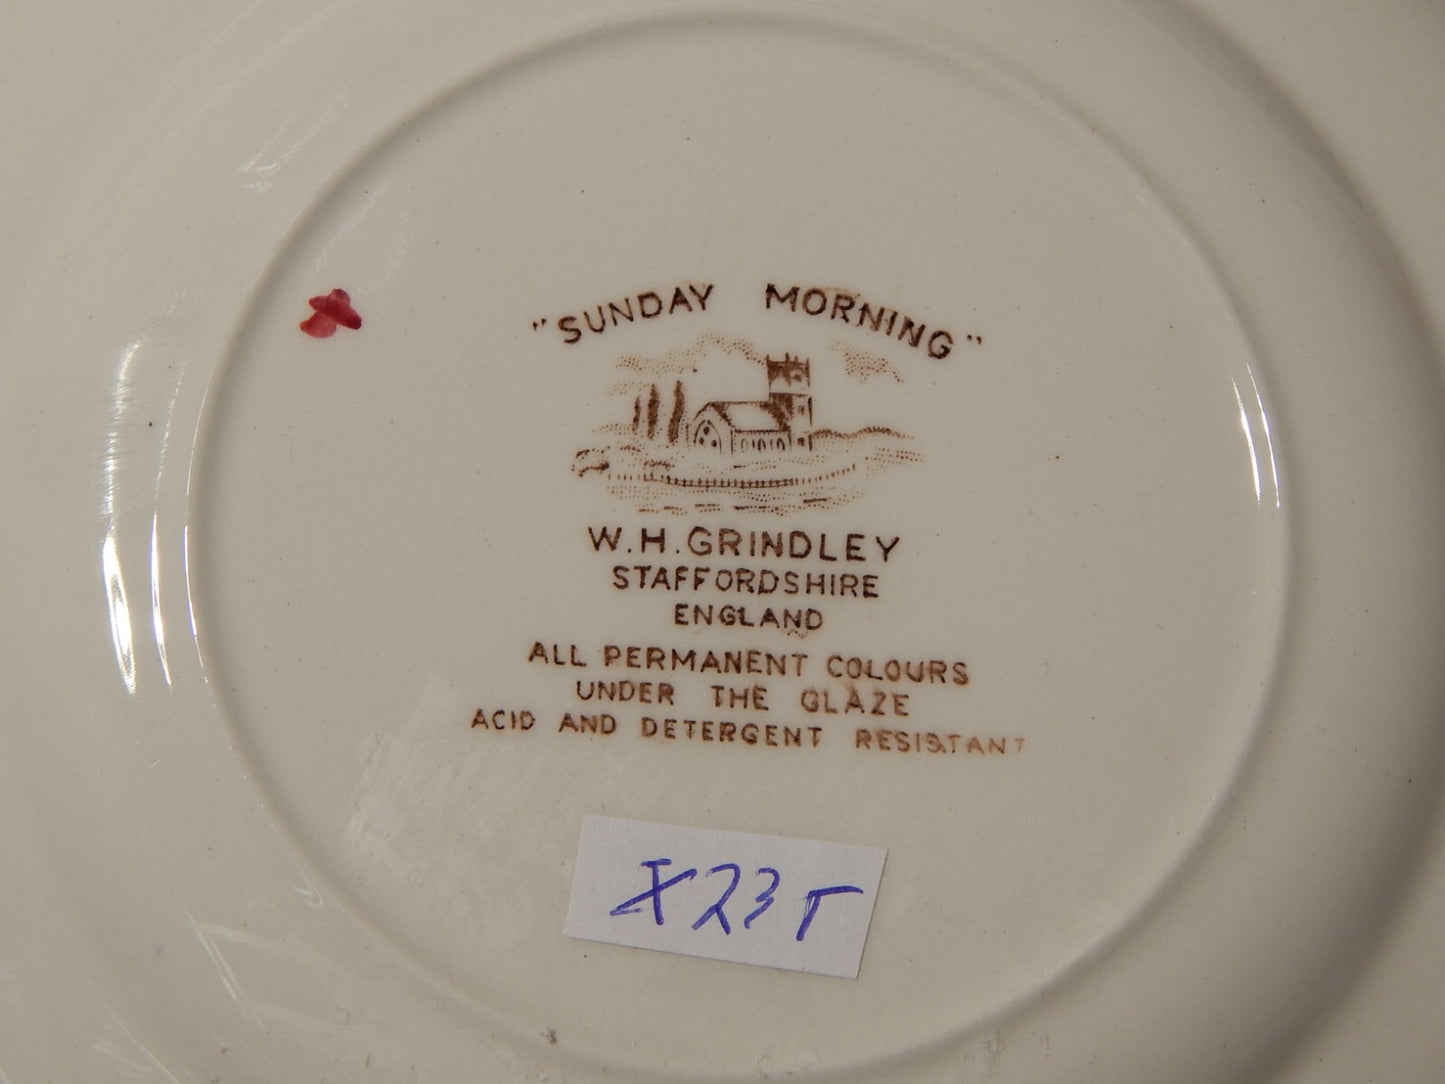 "SUNDAY MORNING"
W.H. GRINDLEY
STAFFORDSHIRE
ENGLAND
ALL PERMANENT COLOURS
UNDER THE GLAZE
ACID AND DETERGENT RESISTANT